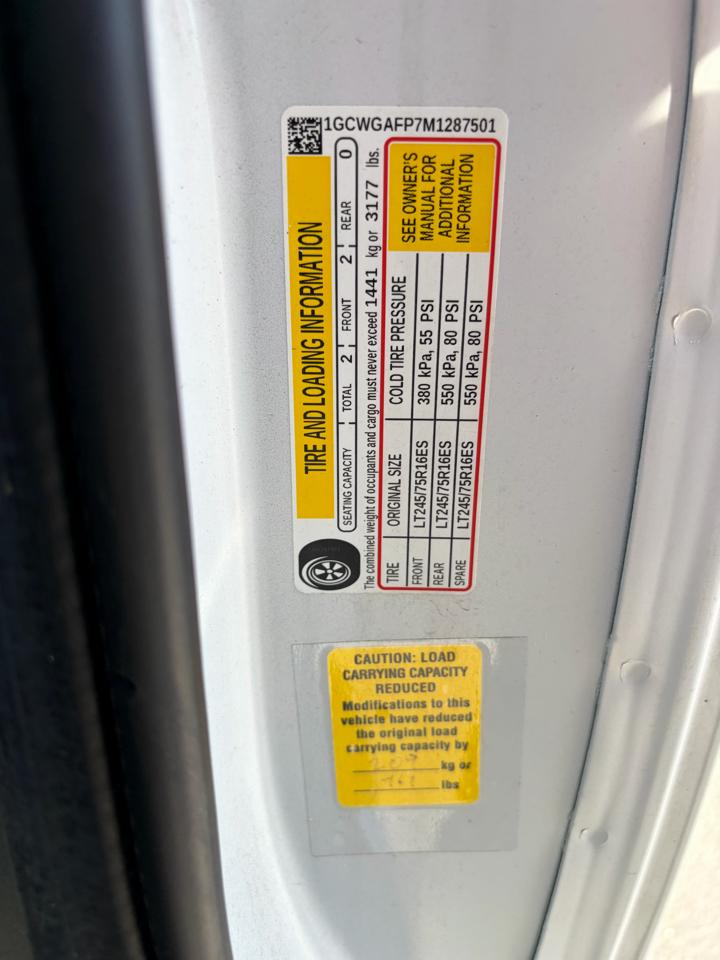 1GCWGAFP7M1287501
TIRE AND LOADING INFORMATION
SEATING CAPACITY TOTAL 2 FRONT 2 REAR 0
The combined weight of occupants and cargo must never exceed 1441 kg or 3177 lbs.
TIRE ORIGINAL SIZE COLD TIRE PRESSURE
FRONT LT245/75R16ES 380 kPa, 55 PSI
REAR LT245/75R16ES 550 kPa, 80 PSI
SPARE LT245/75R16ES 550 kPa, 80 PSI
SEE OWNER'S
MANUAL FOR
ADDITIONAL
INFORMATION
CAUTION: LOAD
CARRYING CAPACITY
REDUCED
Modifications to this
vehicle have reduced
the original load
carrying capacity by
kg or
lbs